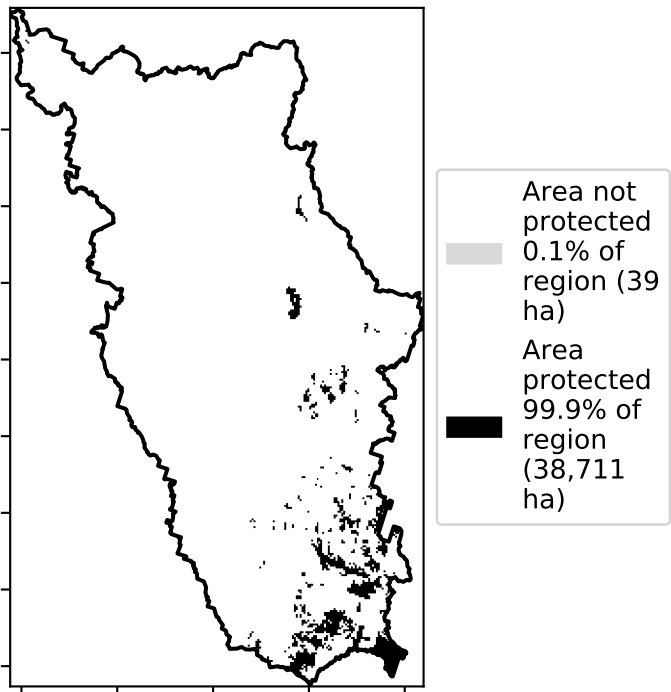 Area not
protected
0.1% of
region (39
ha)
Area
protected
99.9% of
region
(38,711
ha)